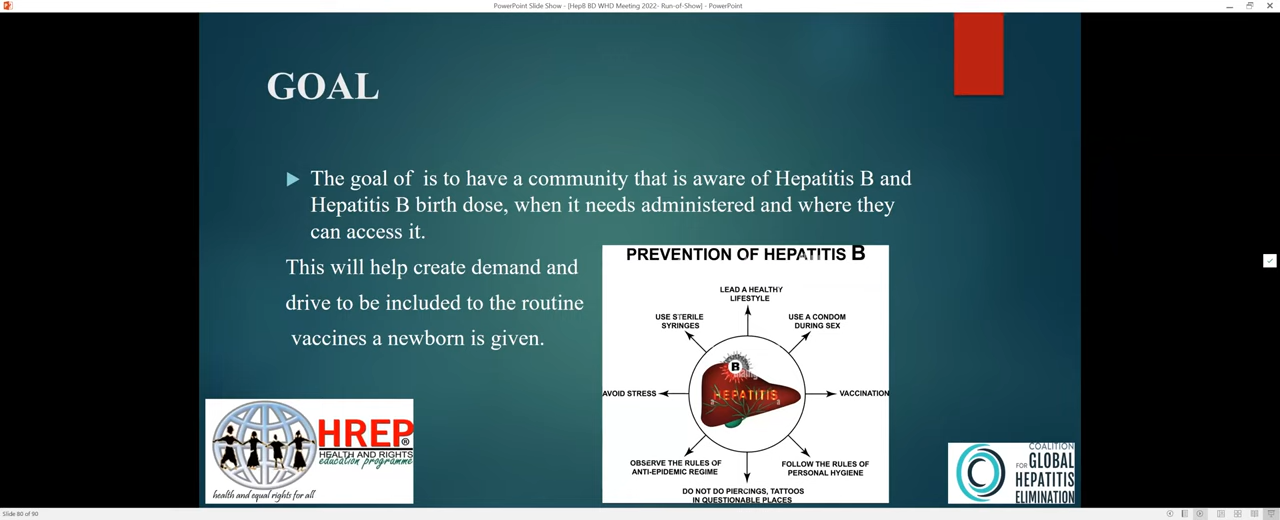 PowerPoint Slide Show - [HepB BD WHD Meeting 2022- Run-of-Show] - PowerPoint
GOAL
The goal of is to have a community that is aware of Hepatitis B and
Hepatitis B birth dose, when it needs administered and where they
can access it.
This will help create demand and
drive to be included to the routine
vaccines a newborn is given.
PREVENTION OF HEPATITIS B
LEAD A HEALTHY
LIFESTYLE
USE STERILE
SYRINGES
USE A CONDOM
DURING SEX
B
HEPATITIS
AVOID STRESS
VACCINATION
OBSERVE THE RULES OF
ANTI-EPIDEMIC REGIME
FOLLOW THE RULES OF
PERSONAL HYGIENE
DO NOT DO PIERCINGS, TATTOOS
IN QUESTIONABLE PLACES
HREP®
HEALTH AND RIGHTS
education programme
health and equal rights for all
COALITION
FOR GLOBAL
HEPATITIS
ELIMINATION
Slide 80 of 90